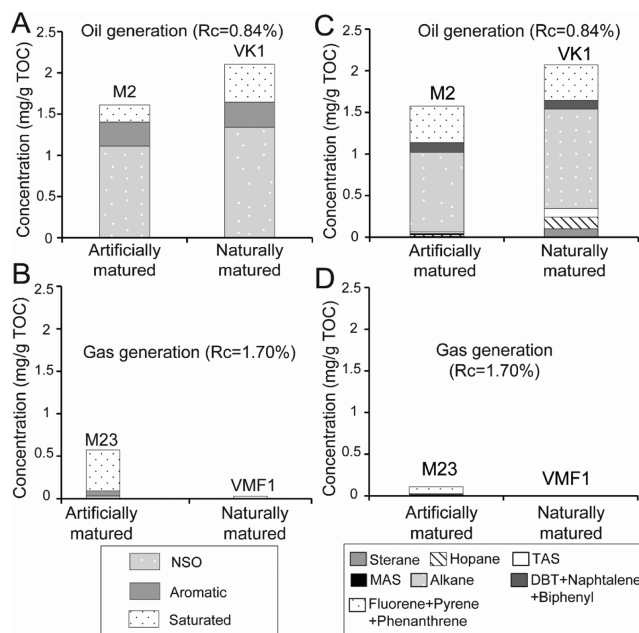 A
Oil generation (Rc=0.84%)
Concentration (mg/g TOC)
2.5
2
1.5
1
0.5
0
M2
VK1
Artificially
matured
Naturally
matured
C
Oil generation (Rc=0.84%)
Concentration (mg/g TOC)
2.5
2
1.5
1
0.5
0
M2
VK1
Artificially
matured
Naturally
matured
B
Gas generation (Rc=1.70%)
Concentration (mg/g TOC)
2.5
2
1.5
1
0.5
0
M23
VMF1
Artificially
matured
Naturally
matured
D
Gas generation
(Rc=1.70%)
Concentration (mg/g TOC)
2.5
2
1.5
1
0.5
0
M23
VMF1
Artificially
matured
Naturally
matured
NSO
Aromatic
Saturated
Sterane Hopane TAS
MAS Alkane DBT+Naphtalene
+Biphenyl
Fluorene+Pyrene
+Phenanthrene